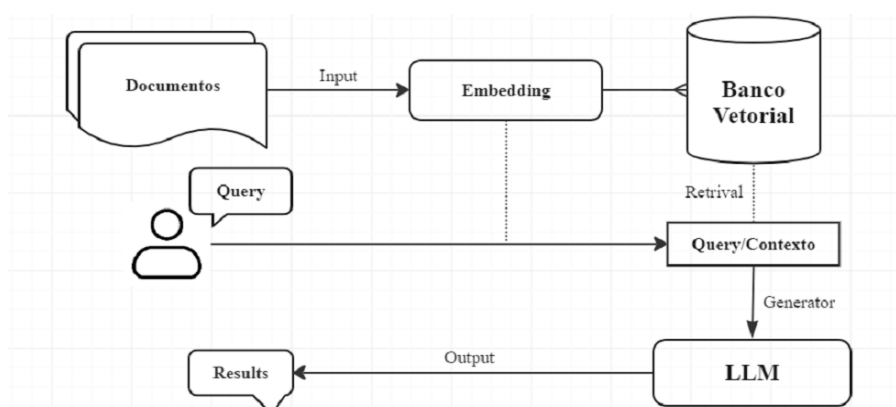 Documentos
Input
Embedding
Banco
Vetorial
Query
Retrival
Query/Contexto
Generator
Output
Results
LLM